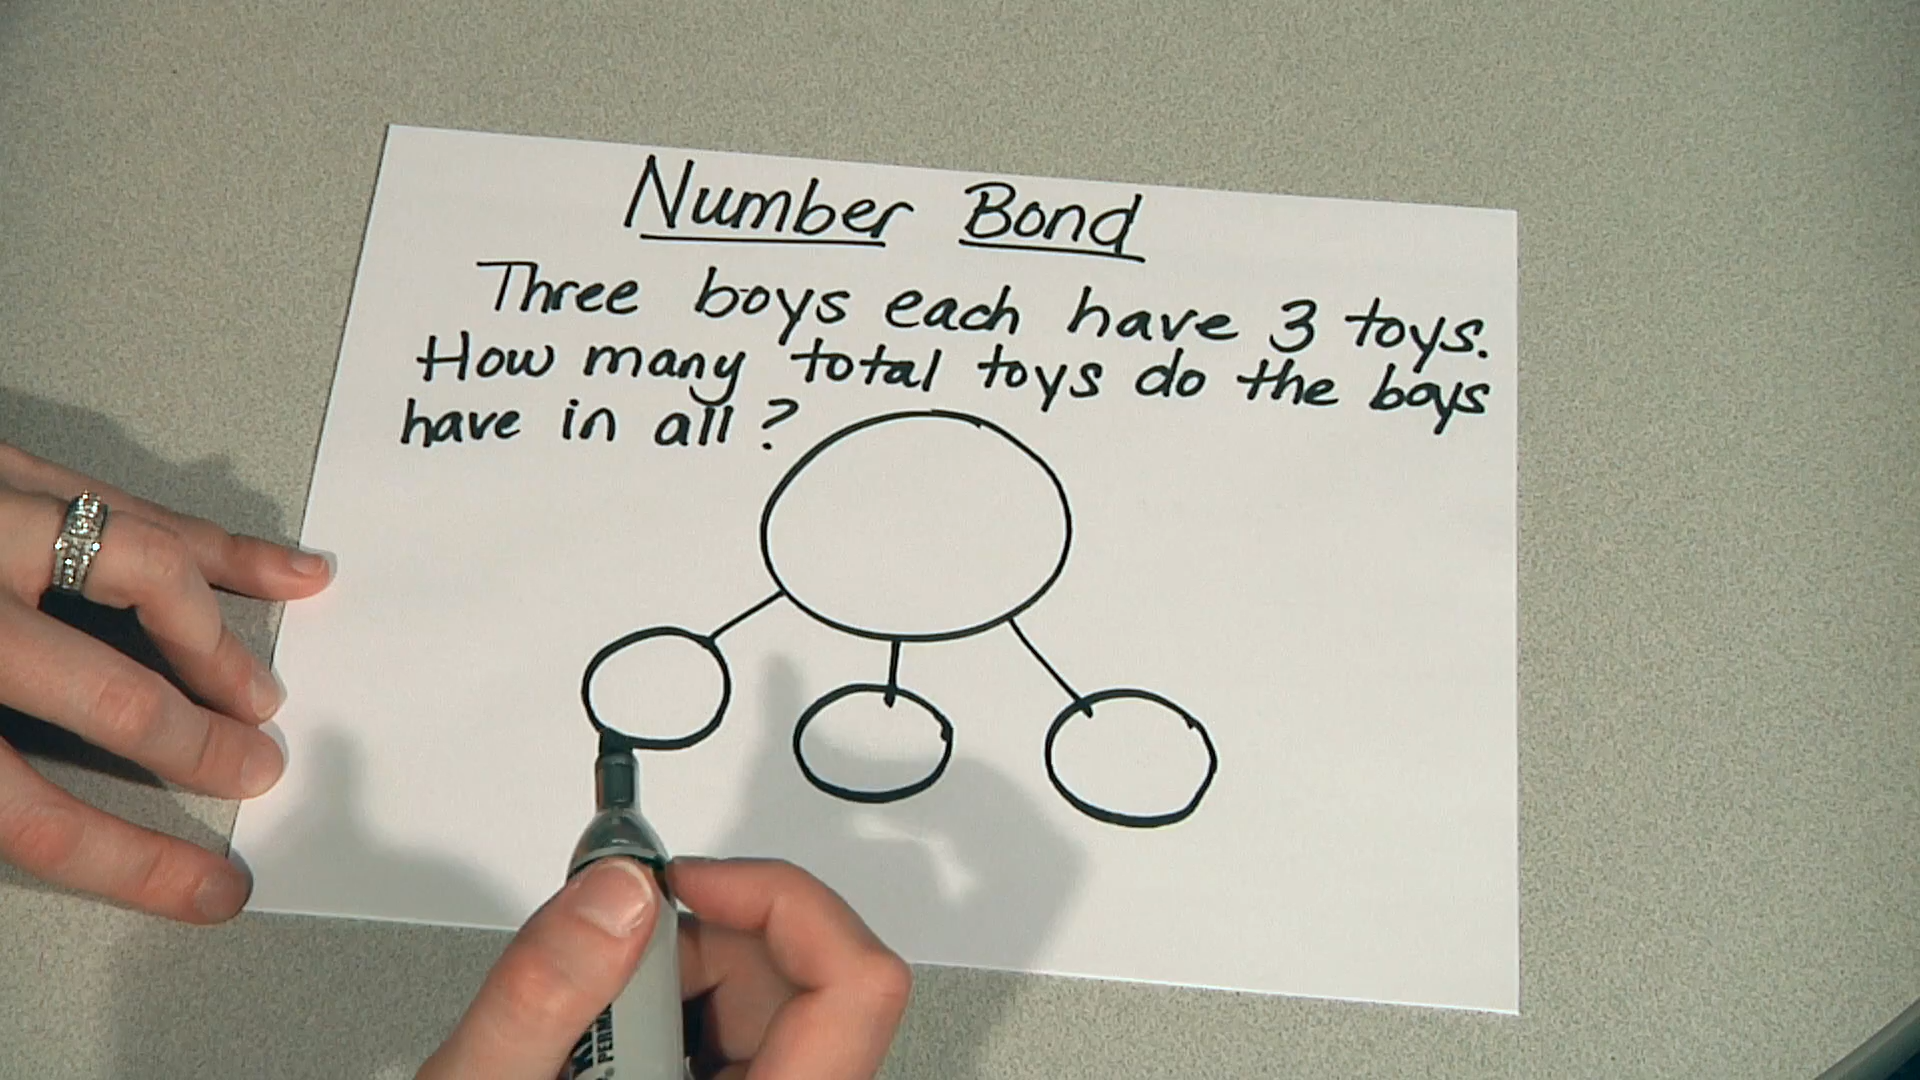 Number Bond
Three boys each have 3 toys.
How many total toys do the boys
have in all?